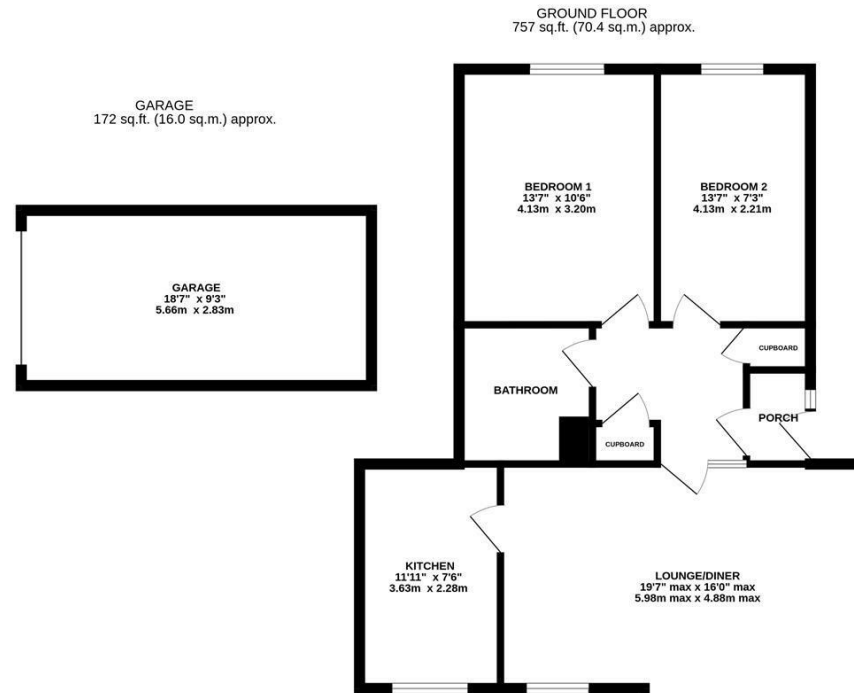 GROUND FLOOR
757 sq.ft. (70.4 sq.m.) approx.
GARAGE
172 sq.ft. (16.0 sq.m.) approx.
BEDROOM 1
13'7" x 10'6"
4.13m x 3.20m
BEDROOM 2
13'7" x 7'3"
4.13m x 2.21m
GARAGE
18'7" x 9'3"
5.66m x 2.83m
CUPBOARD
BATHROOM
PORCH
CUPBOARD
KITCHEN
11'11" x 7'6"
3.63m x 2.28m
LOUNGE/DINER
19'7" max x 16'0" max
5.98m max x 4.88m max